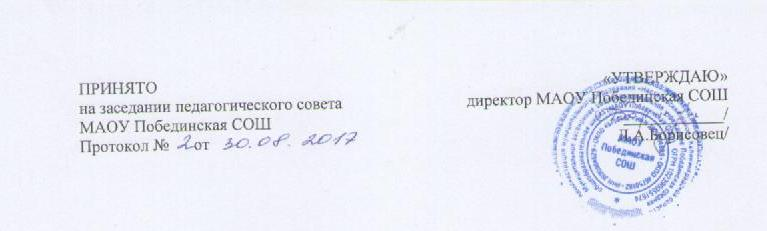 ПРИНЯТО
на заседании педагогического совета
МАОУ Побединская СОШ
Протокол № 2 от 30.08.2017
«УТВЕРЖДАЮ»
директор МАОУ Побединская СОШ
/
Л.А.Борисовец/
МАОУ
Побединская
СОШ